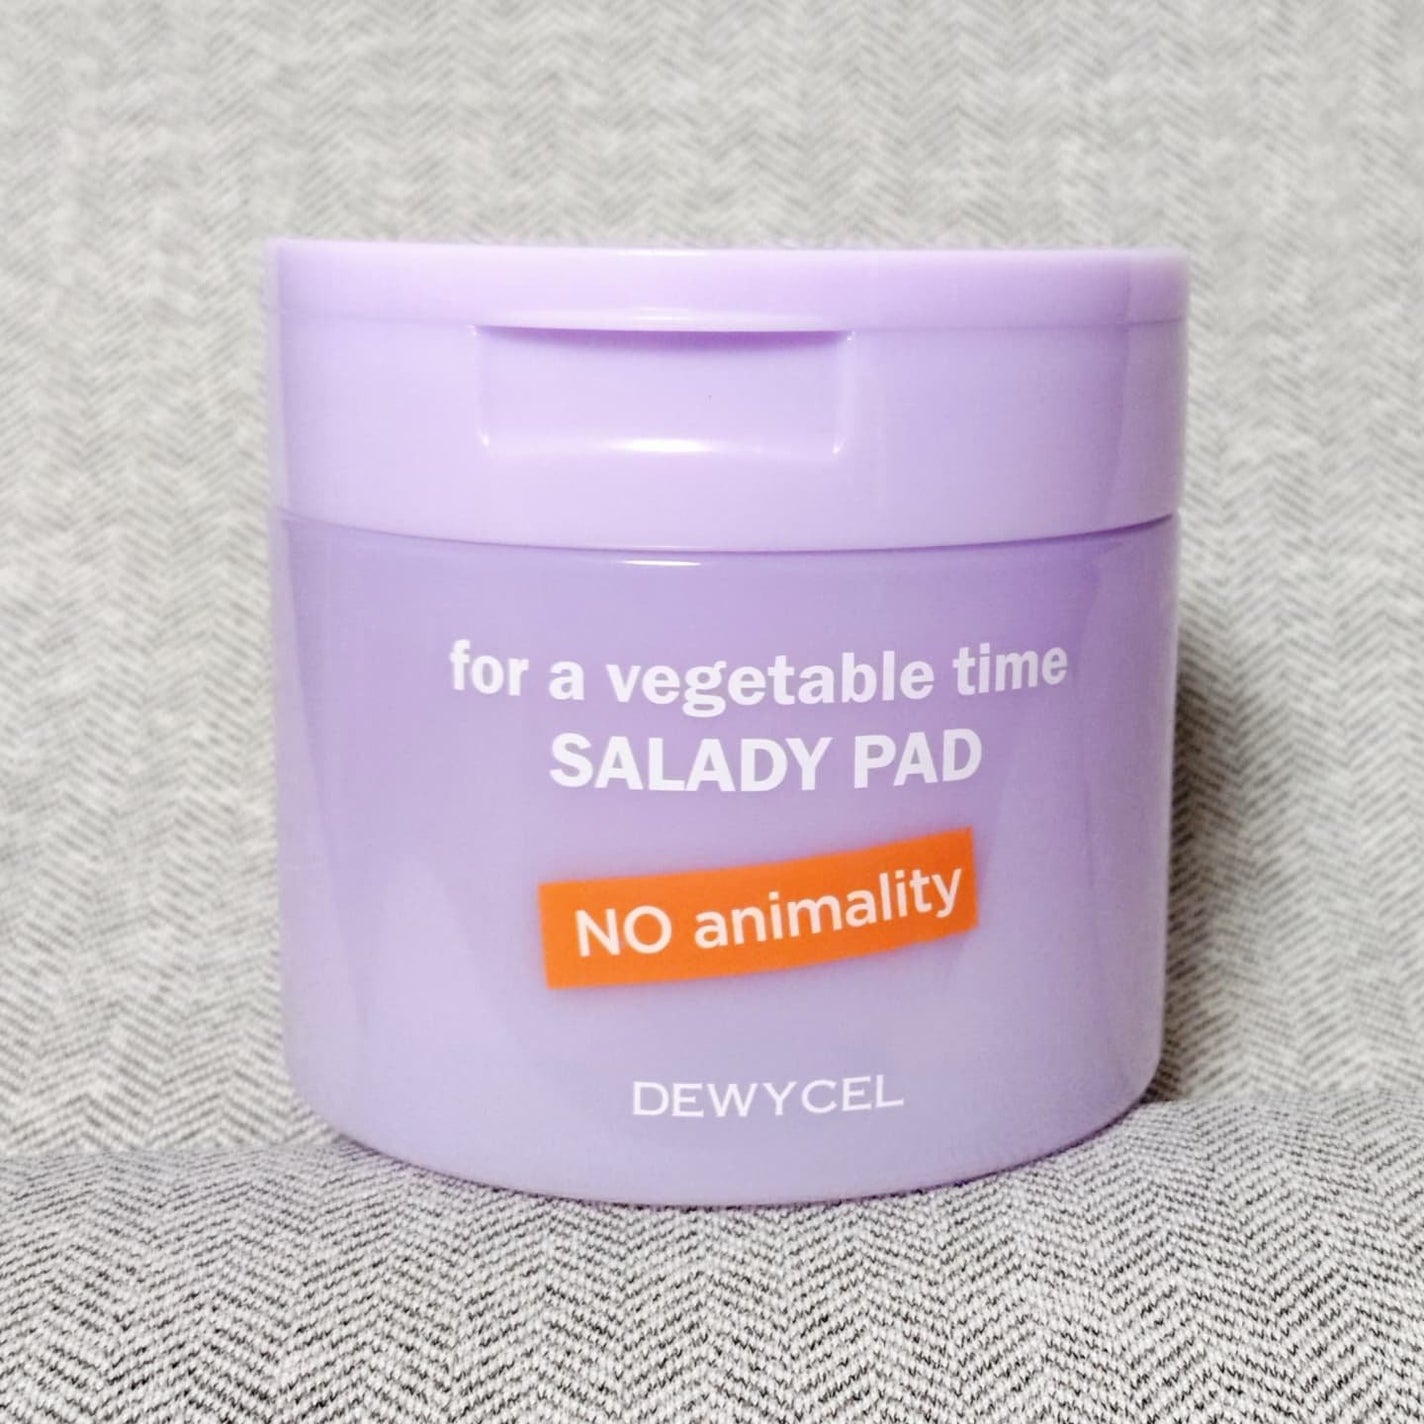 for a vegetable time
SALADY PAD
NO animality
DEWYCEL